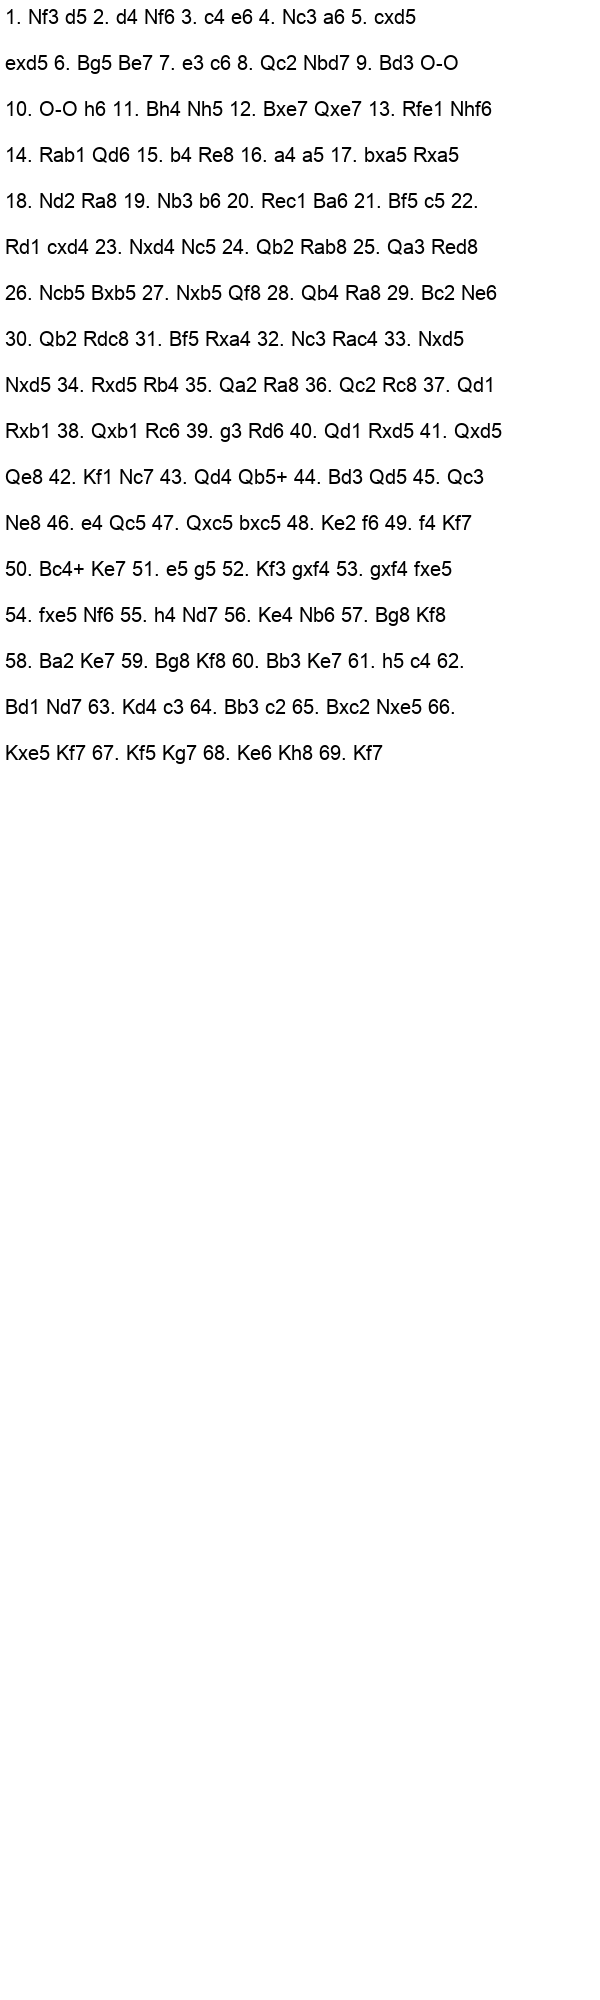 1. Nf3 d5 2. d4 Nf6 3. c4 e6 4. Nc3 a6 5. cxd5
exd5 6. Bg5 Be7 7. e3 c6 8. Qc2 Nbd7 9. Bd3 O-O
10. O-O h6 11. Bh4 Nh5 12. Bxe7 Qxe7 13. Rfe1 Nhf6
14. Rab1 Qd6 15. b4 Re8 16. a4 a5 17. bxa5 Rxa5
18. Nd2 Ra8 19. Nb3 b6 20. Rec1 Ba6 21. Bf5 c5 22.
Rd1 cxd4 23. Nxd4 Nc5 24. Qb2 Rab8 25. Qa3 Red8
26. Ncb5 Bxb5 27. Nxb5 Qf8 28. Qb4 Ra8 29. Bc2 Ne6
30. Qb2 Rdc8 31. Bf5 Rxa4 32. Nc3 Rac4 33. Nxd5
Nxd5 34. Rxd5 Rb4 35. Qa2 Ra8 36. Qc2 Rc8 37. Qd1
Rxb1 38. Qxb1 Rc6 39. g3 Rd6 40. Qd1 Rxd5 41. Qxd5
Qe8 42. Kf1 Nc7 43. Qd4 Qb5+ 44. Bd3 Qd5 45. Qc3
Ne8 46. e4 Qc5 47. Qxc5 bxc5 48. Ke2 f6 49. f4 Kf7
50. Bc4+ Ke7 51. e5 g5 52. Kf3 gxf4 53. gxf4 fxe5
54. fxe5 Nf6 55. h4 Nd7 56. Ke4 Nb6 57. Bg8 Kf8
58. Ba2 Ke7 59. Bg8 Kf8 60. Bb3 Ke7 61. h5 c4 62.
Bd1 Nd7 63. Kd4 c3 64. Bb3 c2 65. Bxc2 Nxe5 66.
Kxe5 Kf7 67. Kf5 Kg7 68. Ke6 Kh8 69. Kf7